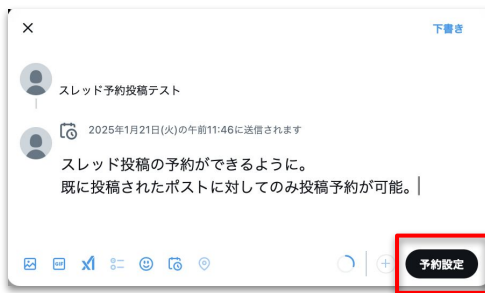 下書き
スレッド予約投稿テスト
2025年1月21日(火)の午前11:46に送信されます
スレッド投稿の予約ができるように。
既に投稿されたポストに対してのみ投稿予約が可能。
GIF
予約設定